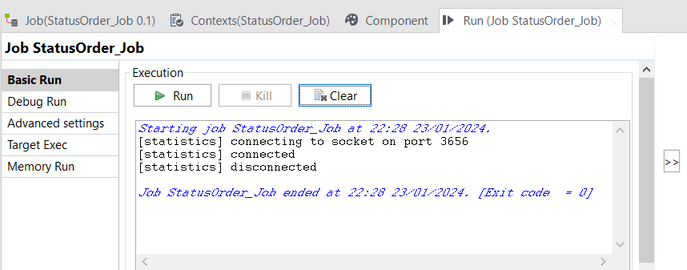 Job(StatusOrder_Job 0.1) Contexts(StatusOrder_Job) Component Run (Job StatusOrder_Job)
Job StatusOrder_Job
Basic Run
Debug Run
Advanced settings
Target Exec
Memory Run
Execution
Run Kill Clear
Starting job StatusOrder_Job at 22:28 23/01/2024.
[statistics] connecting to socket on port 3656
[statistics] connected
[statistics] disconnected
Job StatusOrder_Job ended at 22:28 23/01/2024. [Exit code  = 0]
>>